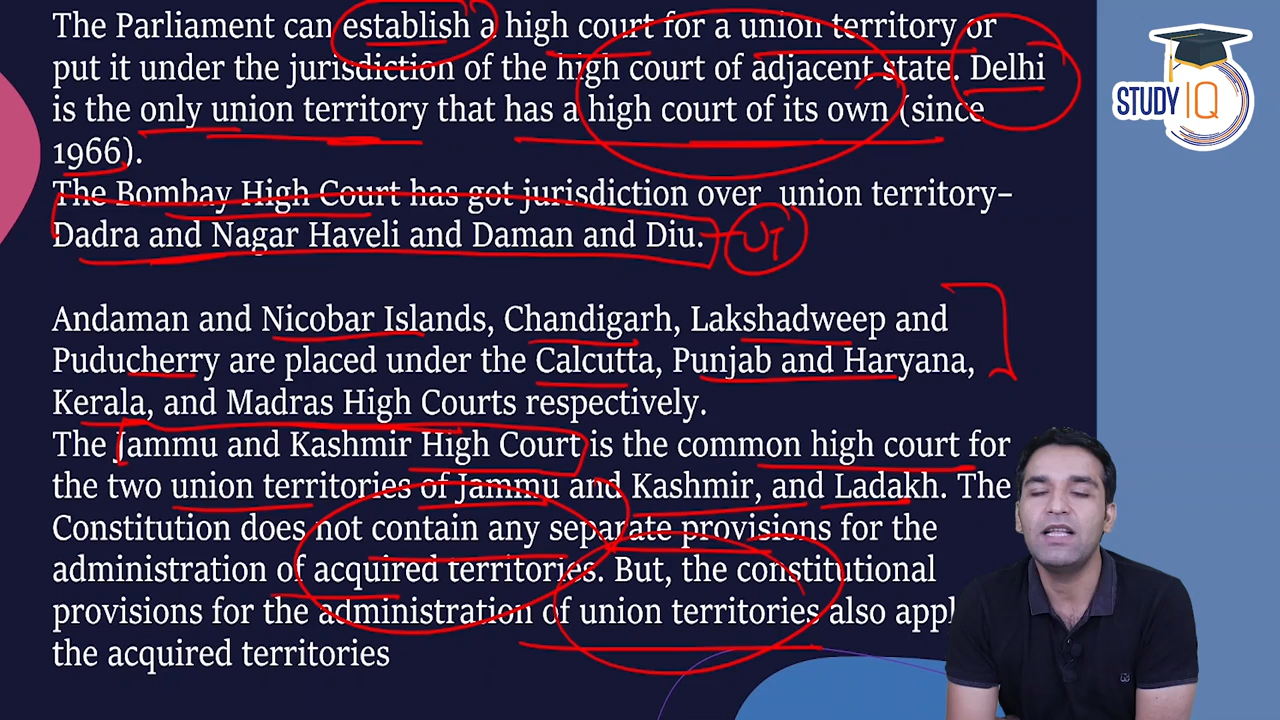 The Parliament can establish a high court for a union territory or
put it under the jurisdiction of the high court of adjacent state. Delhi
is the only union territory that has a high court of its own (since
1966).
The Bombay High Court has got jurisdiction over union territory–
Dadra and Nagar Haveli and Daman and Diu.
UT
Andaman and Nicobar Islands, Chandigarh, Lakshadweep and
Puducherry are placed under the Calcutta, Punjab and Haryana,
Kerala, and Madras High Courts respectively.
The Jammu and Kashmir High Court is the common high court for
the two union territories of Jammu and Kashmir, and Ladakh. The
Constitution does not contain any separate provisions for the
administration of acquired territories. But, the constitutional
provisions for the administration of union territories also appl
the acquired territories
STUDY IQ